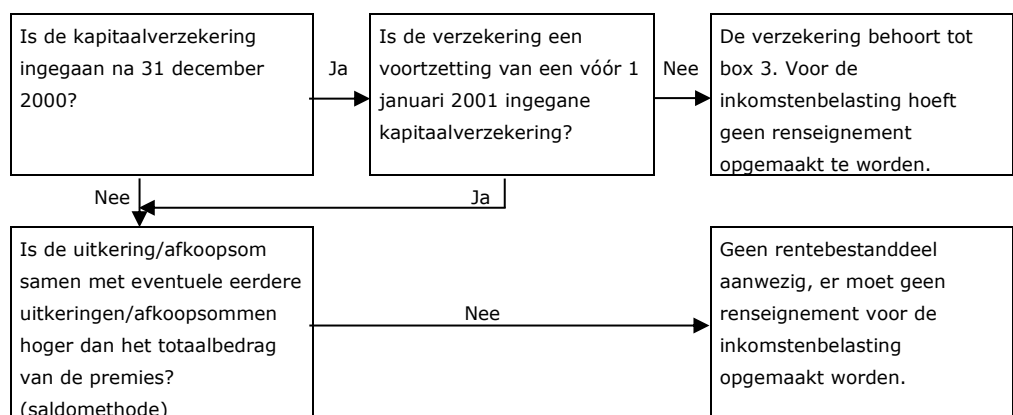 Is de kapitaalverzekering
ingegaan na 31 december
2000?
Ja
Is de verzekering een
voortzetting van een vóór 1
januari 2001 ingegane
kapitaalverzekering?
Nee
De verzekering behoort tot
box 3. Voor de
inkomstenbelasting hoeft
geen renseignement
opgemaakt te worden.
Nee
Ja
Is de uitkering/afkoopsom
samen met eventuele eerdere
uitkeringen/afkoopsommen
hoger dan het totaalbedrag
van de premies?
(saldomethode)
Nee
Geen rentebestanddeel
aanwezig, er moet geen
renseignement voor de
inkomstenbelasting
opgemaakt worden.